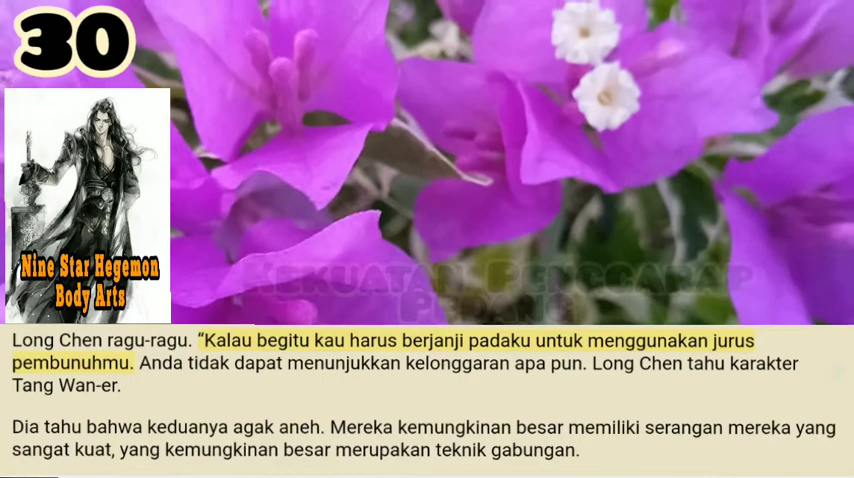 30
Nine Star Hegemon
Body Arts
KEKUATAN PENGGARAP
PEDANG
Long Chen ragu-ragu. “Kalau begitu kau harus berjanji padaku untuk menggunakan jurus
pembunuhmu. Anda tidak dapat menunjukkan kelonggaran apa pun. Long Chen tahu karakter
Tang Wan-er.
Dia tahu bahwa keduanya agak aneh. Mereka kemungkinan besar memiliki serangan mereka yang
sangat kuat, yang kemungkinan besar merupakan teknik gabungan.